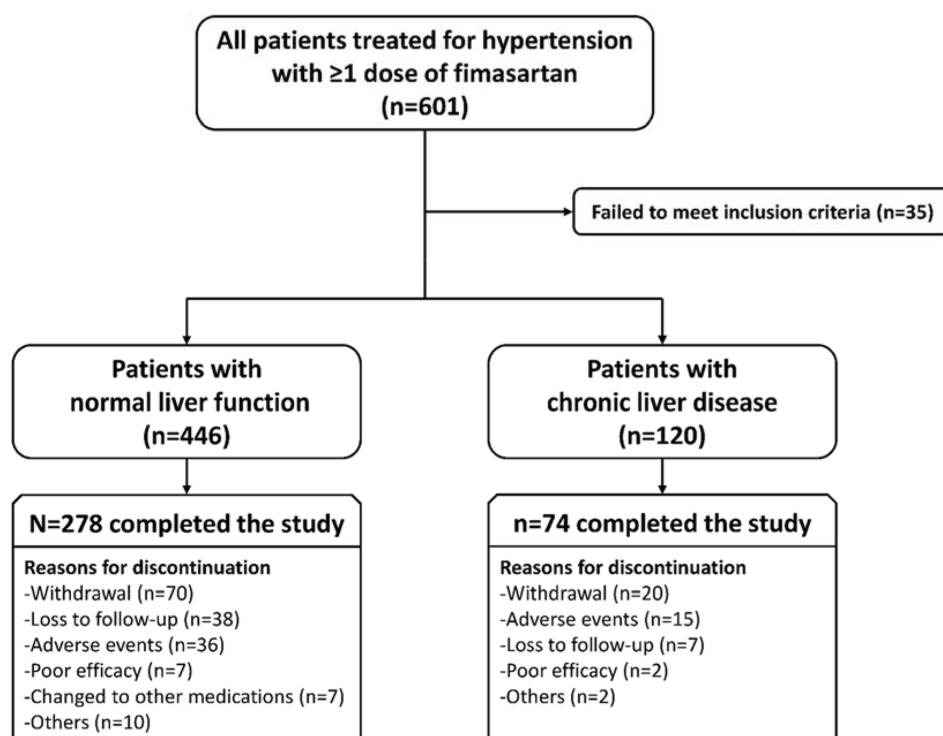 All patients treated for hypertension
with ≥1 dose of fimasartan
(n=601)
Failed to meet inclusion criteria (n=35)
Patients with
normal liver function
(n=446)
Patients with
chronic liver disease
(n=120)
N=278 completed the study
Reasons for discontinuation
-Withdrawal (n=70)
-Loss to follow-up (n=38)
-Adverse events (n=36)
-Poor efficacy (n=7)
-Changed to other medications (n=7)
-Others (n=10)
n=74 completed the study
Reasons for discontinuation
-Withdrawal (n=20)
-Adverse events (n=15)
-Loss to follow-up (n=7)
-Poor efficacy (n=2)
-Others (n=2)